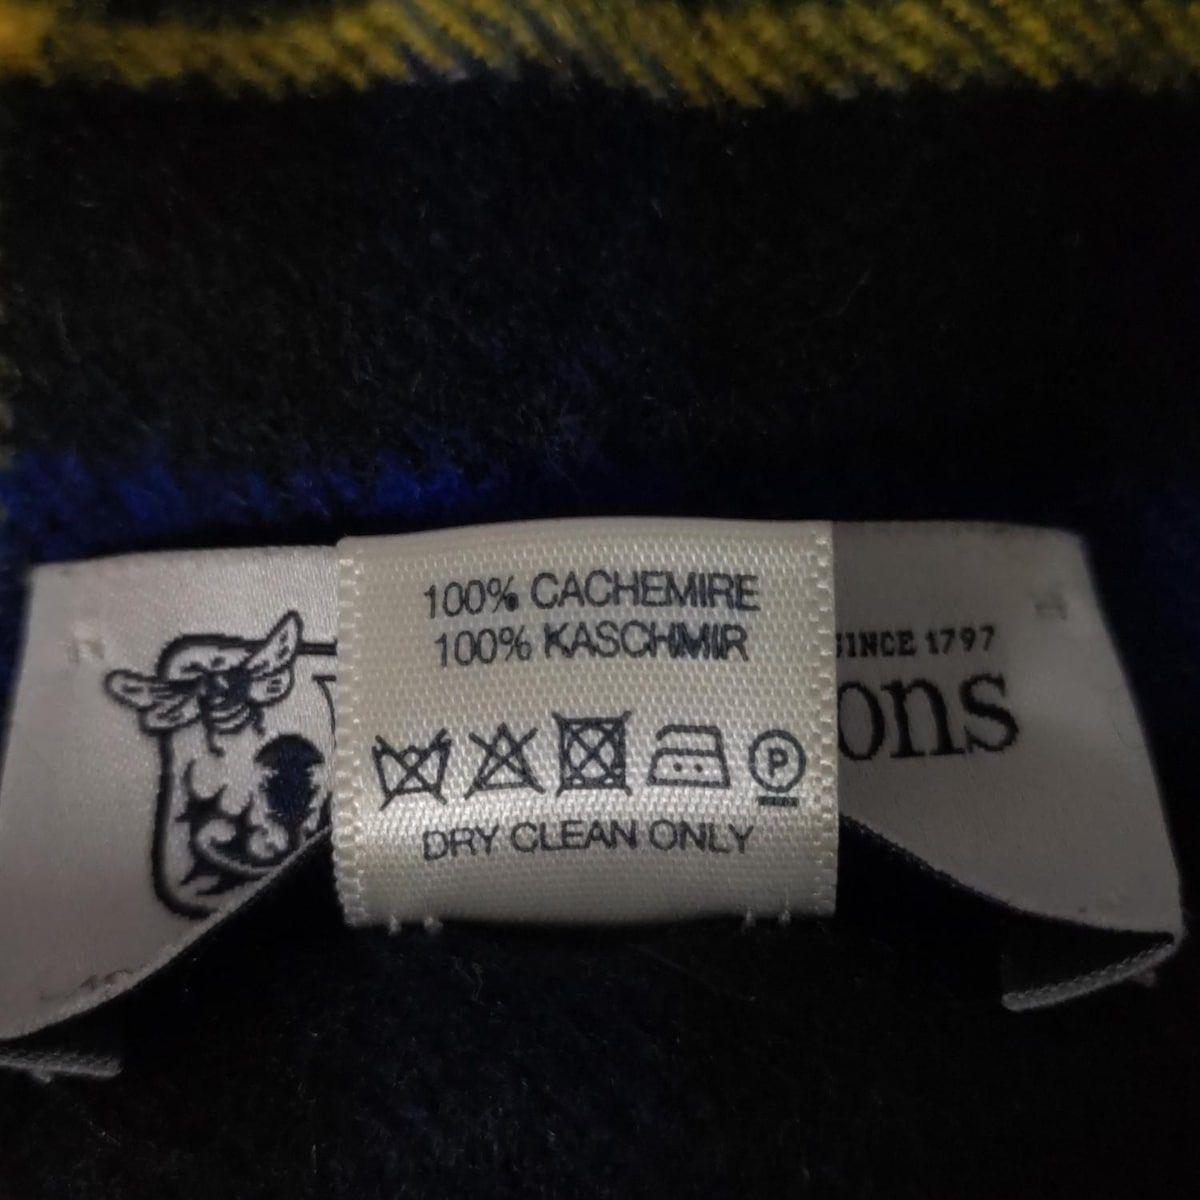 100% CACHEMIRE
100% KASCHMIR
SINCE 1797
ons
P
DRY CLEAN ONLY